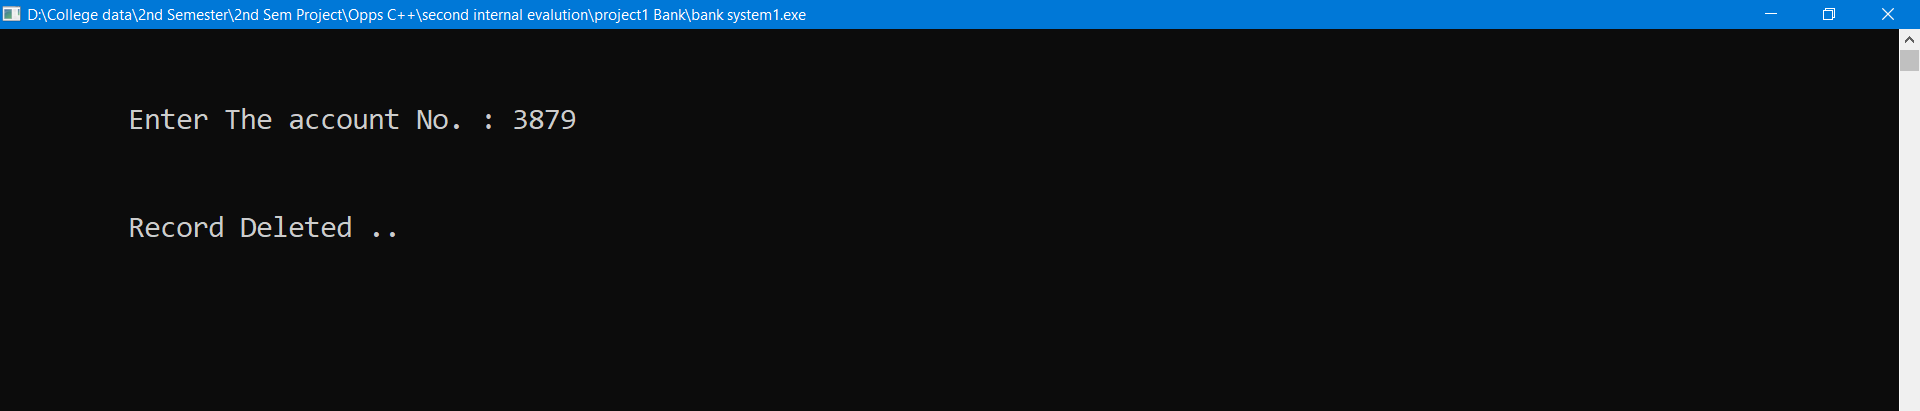 D:\College data\2nd Semester\2nd Sem Project\Opps C++\second internal evalution\project1 Bank\bank system1.exe
Enter The account No. : 3879
Record Deleted ..